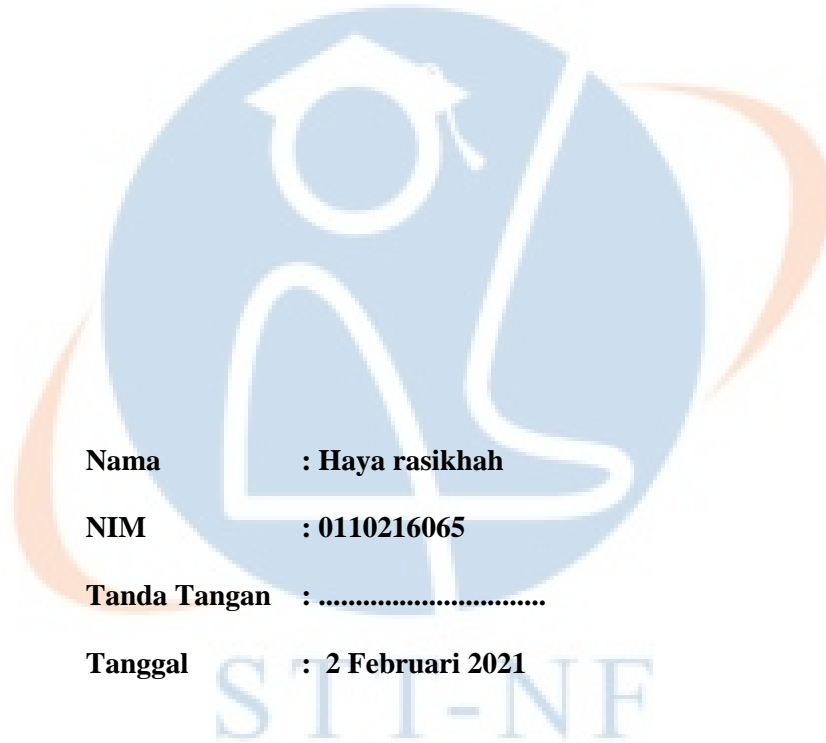 Nama : Haya rasikhah
NIM : 0110216065
Tanda Tangan : ...............................
Tanggal : 2 Februari 2021
STT-NF